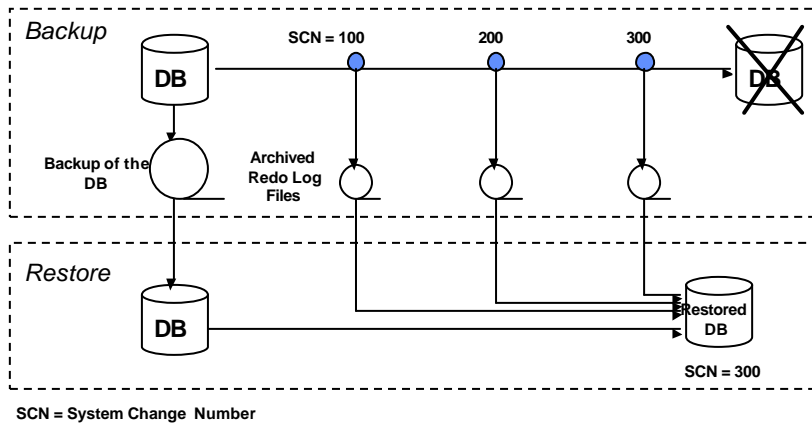 Backup
SCN = 100
200
300
DB
DB
Backup of the
DB
Archived
Redo Log
Files
Restore
DB
Restored
DB
SCN = 300
SCN = System Change Number